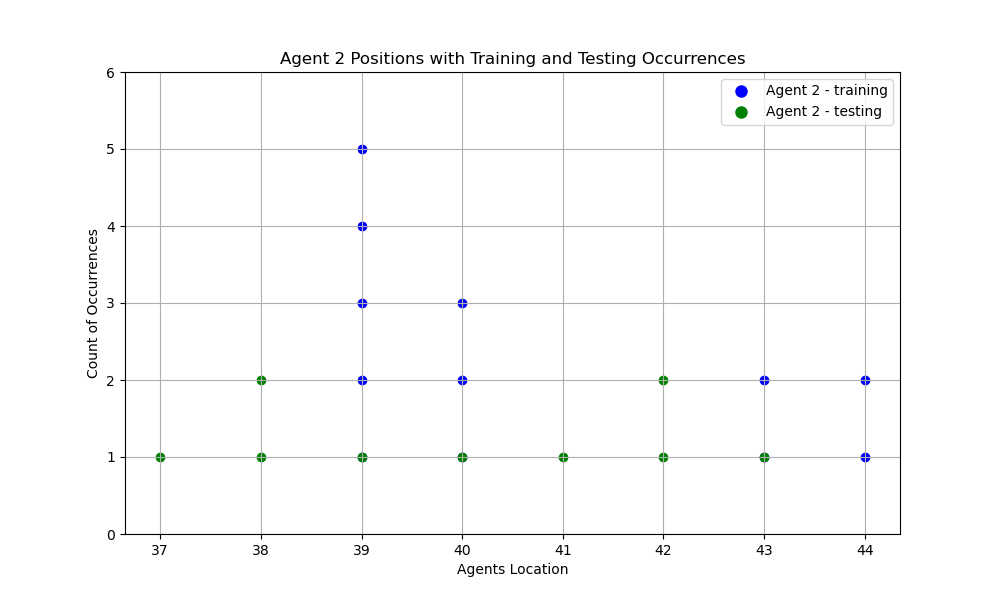 Agent 2 Positions with Training and Testing Occurrences
Agent 2 - training
Agent 2 - testing
6
5
4
3
2
1
0
Count of Occurrences
37 38 39 40 41 42 43 44
Agents Location